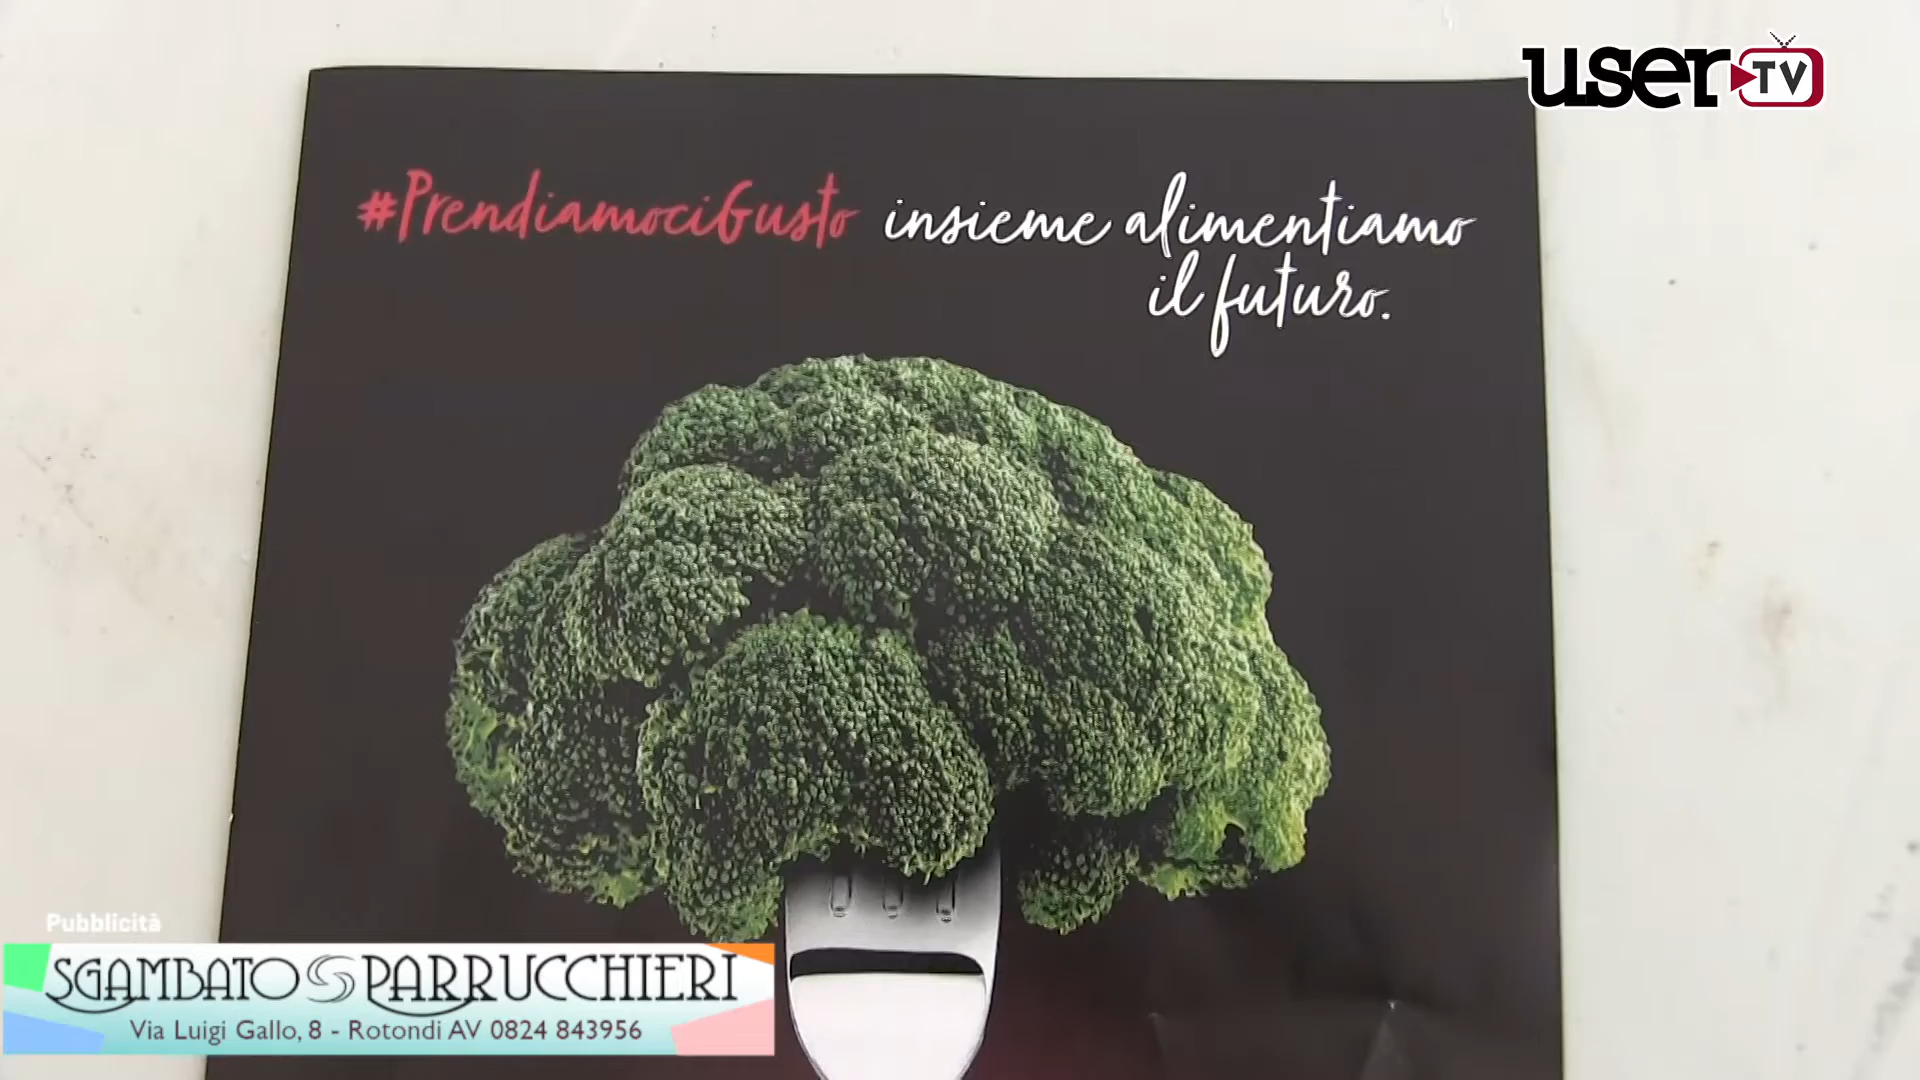 user TV
#PrendiamociGusto insieme alimentiamo
il futuro.
Pubblicità
SGAMBATO PARRUCCHIERI
Via Luigi Gallo, 8 - Rotondi AV 0824 843956